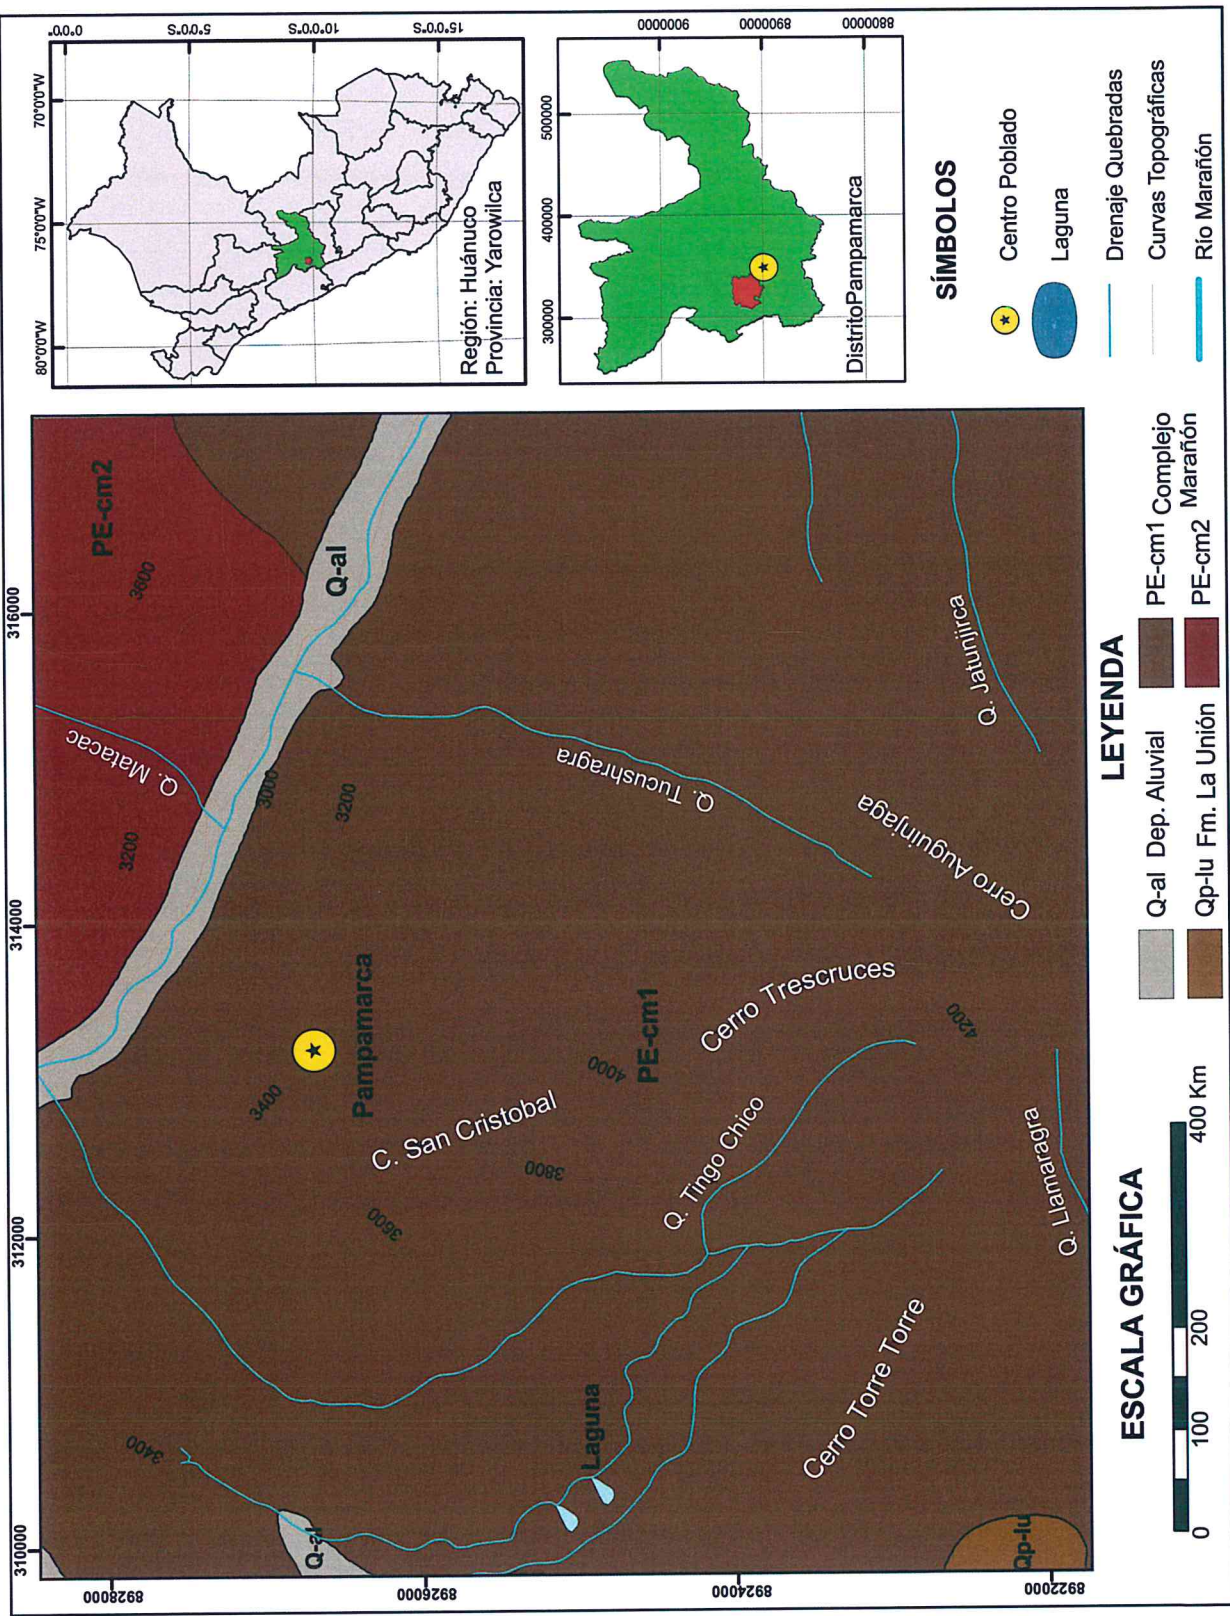 310000
312000
314000
316000
8928000
8926000
8924000
8922000
PE-cm2
3600
Q. Matacac
3200
Q-al
3000
3200
Pampamarca
3400
C. San Cristobal
3600
3800
4000
PE-cm1
Q. Tucushragra
Cerro Trescruces
Cerro Auguinjaga
Q. Jatunjirca
4200
Q. Tingo Chico
Q. Llamaragra
Cerro Torre Torre
Laguna
3400
Q-al
Qp-lu
80°0'0"W
75°0'0"W
70°0'0"W
0°0'0"
5°0'0"S
10°0'0"S
15°0'0"S
Región: Huánuco
Provincia: Yarowilca
300000
400000
500000
9000000
8900000
8800000
DistritoPampamarca
SÍMBOLOS
Centro Poblado
Laguna
Drenaje Quebradas
Curvas Topográficas
Río Marañón
ESCALA GRÁFICA
0
100
200
400 Km
LEYENDA
Q-al Dep. Aluvial
Qp-lu Fm. La Unión
PE-cm1
PE-cm2
Complejo
Marañón